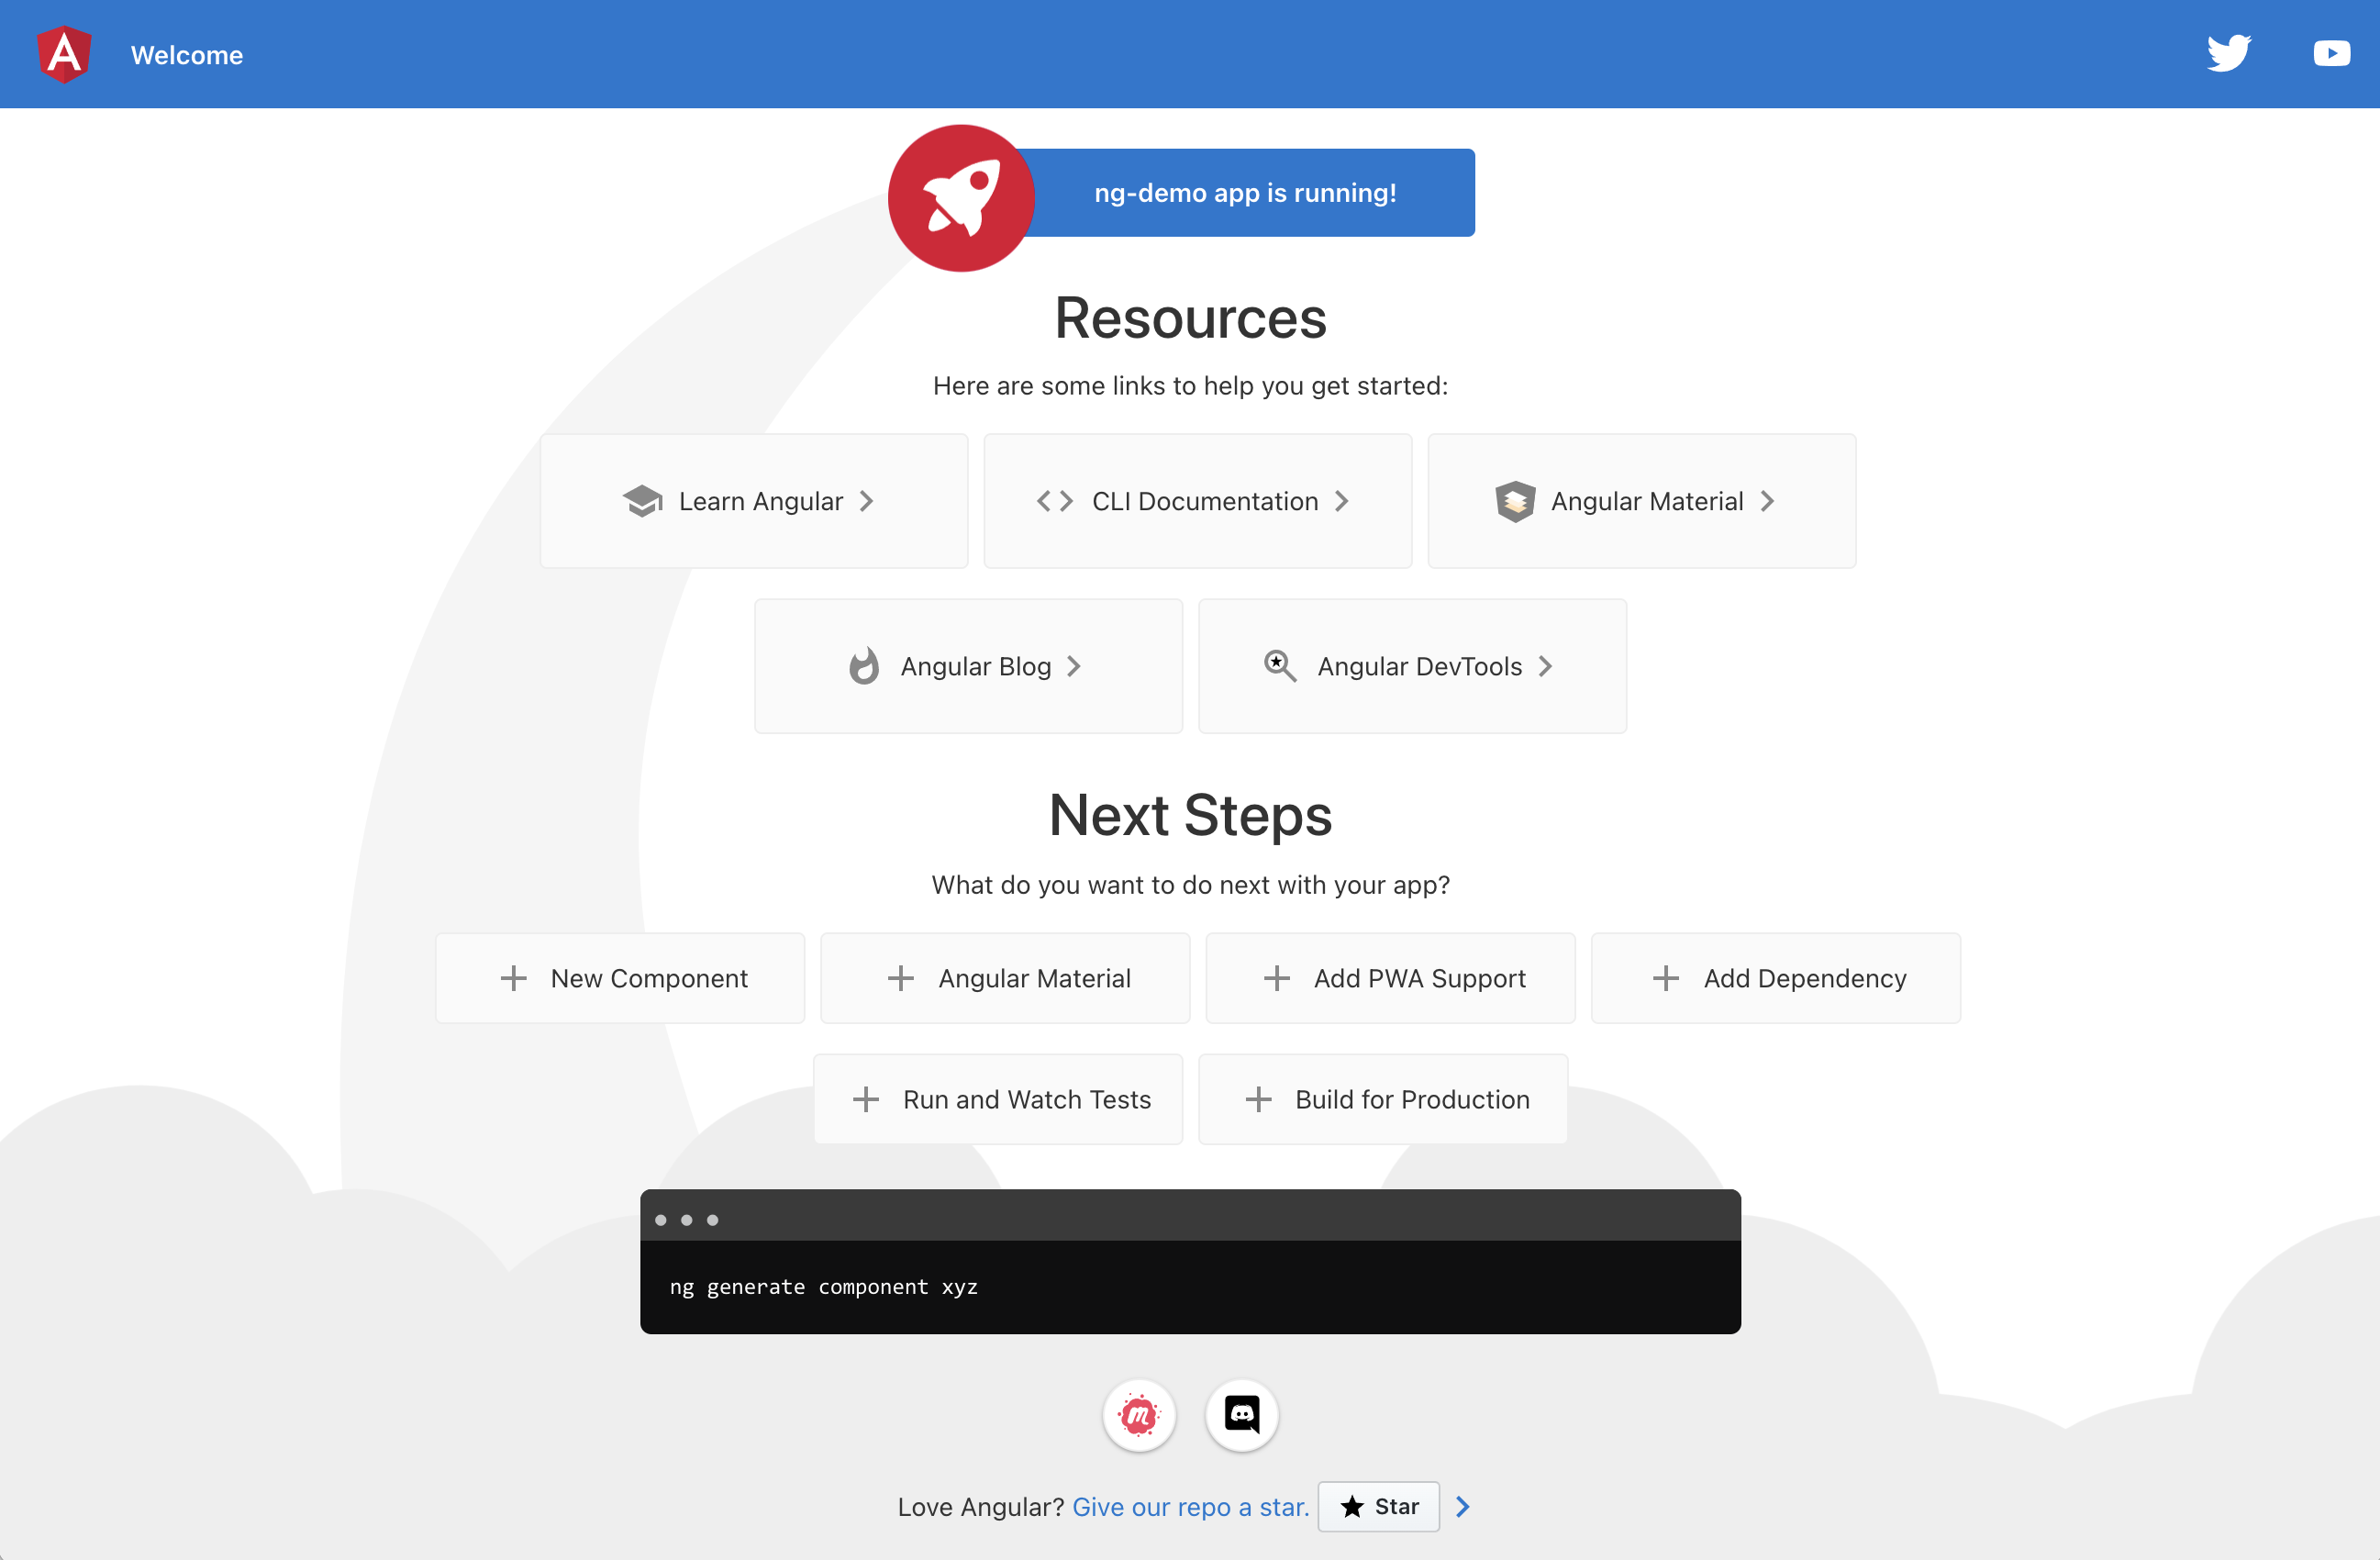 Welcome
ng-demo app is running!
Resources
Here are some links to help you get started:
Learn Angular
CLI Documentation
Angular Material
Angular Blog
Angular DevTools
Next Steps
What do you want to do next with your app?
New Component
Angular Material
Add PWA Support
Add Dependency
Run and Watch Tests
Build for Production
ng generate component xyz
Love Angular? Give our repo a star. Star